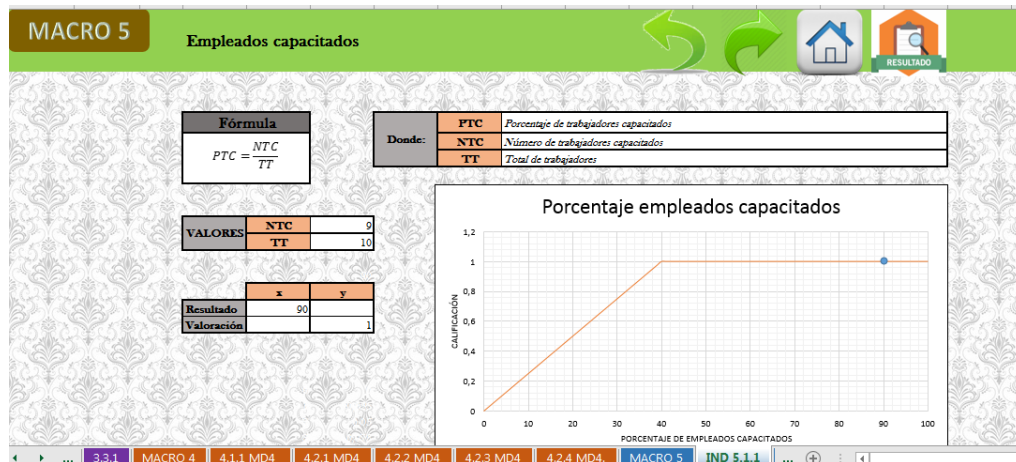 MACRO 5
Empleados capacitados
RESULTADO
Fórmula
PTC = NTC
TT
Donde:
PTC Porcentaje de trabajadores capacitados
NTC Número de trabajadores capacitados
TT Total de trabajadores
VALORES
NTC 9
TT 10
x y
Resultado 90
Valoración 1
Porcentaje empleados capacitados
1,2
1
0,8
0,6
0,4
0,2
0
CALIFICACIÓN
0 10 20 30 40 50 60 70 80 90 100
PORCENTAJE DE EMPLEADOS CAPACITADOS
... 3.3.1 MACRO 4 4.1.1 MD4 4.2.1 MD4 4.2.2 MD4 4.2.3 MD4 4.2.4 MD4. MACRO 5 IND 5.1.1 ...